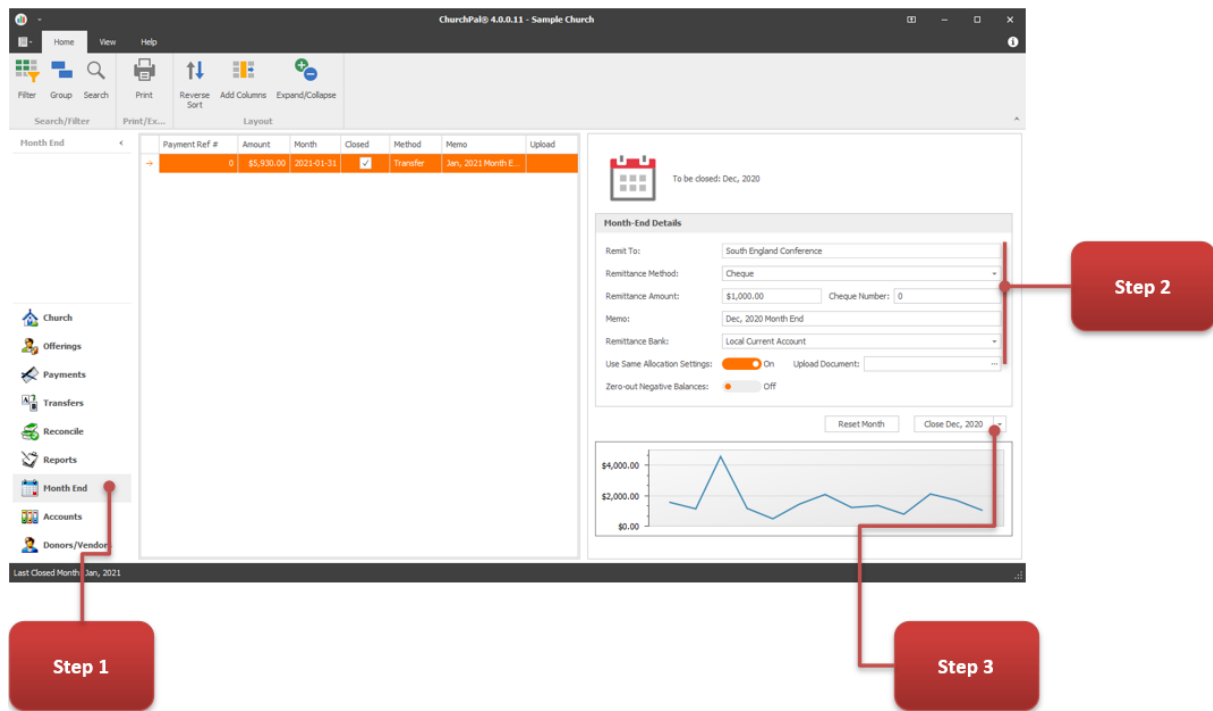 ChurchPal® 4.0.0.11 - Sample Church
Home View Help
Filter Group Search Print Reverse Sort Add Columns Expand/Collapse
Search/Filter Print/Ex... Layout
Month End
Payment Ref # Amount Month Closed Method Memo Upload
0 $5,930.00 2021-01-31 Transfer Jan, 2021 Month E...
Church
Offerings
Payments
Transfers
Reconcile
Reports
Month End
Accounts
Donors/Vendors
To be closed: Dec, 2020
Month-End Details
Remit To: South England Conference
Remittance Method: Cheque
Remittance Amount: $1,000.00 Cheque Number: 0
Memo: Dec, 2020 Month End
Remittance Bank: Local Current Account
Use Same Allocation Settings: On Upload Document: ...
Zero-out Negative Balances: Off
Reset Month Close Dec, 2020
$4,000.00
$2,000.00
$0.00
Last Closed Month: Jan, 2021
Step 1
Step 2
Step 3